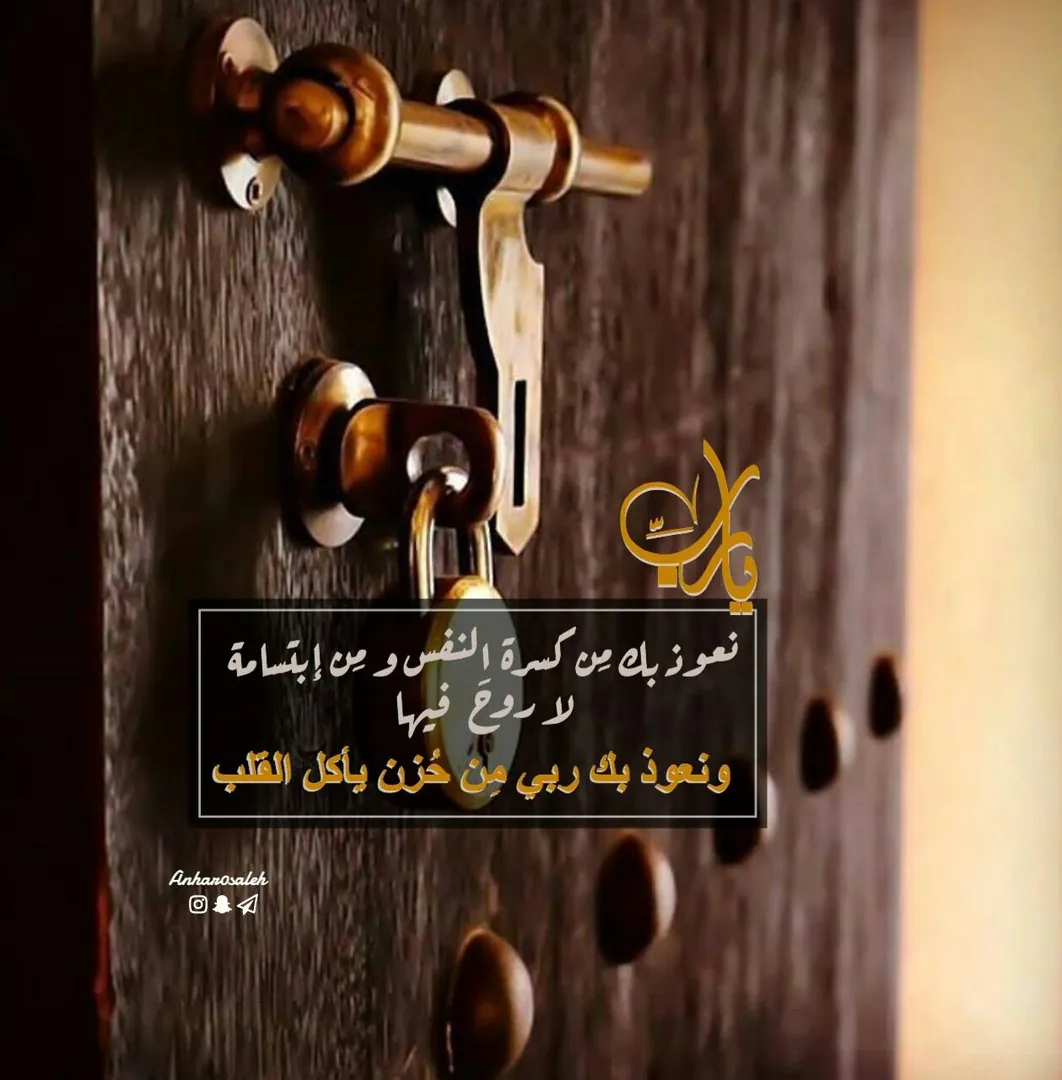 يارب
نعوذ بك مِن كسرة النفس و مِن إبتسامة
لا روحَ فيها
ونعوذ بك ربي مِن حُزن يأكل القلب
Anharosaleh